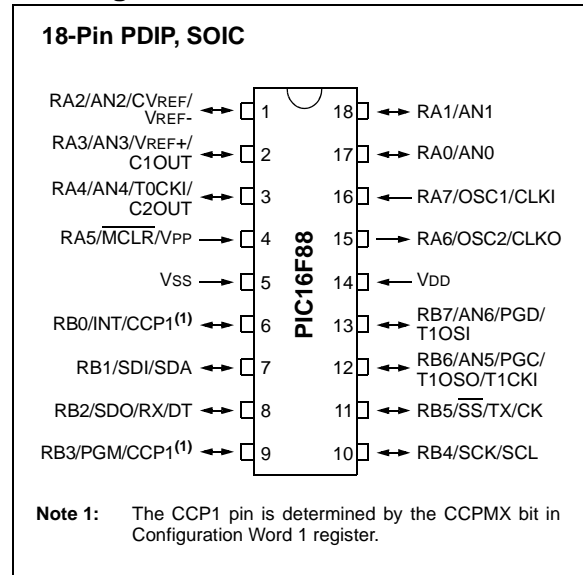 18-Pin PDIP, SOIC
RA2/AN2/CVREF/
VREF-
1
18
RA1/AN1
RA3/AN3/VREF+/
C1OUT
2
17
RA0/AN0
RA4/AN4/T0CKI/
C2OUT
3
16
RA7/OSC1/CLKI
RA5/MCLR/VPP
4
15
RA6/OSC2/CLKO
VSS
5
14
VDD
PIC16F88
RB0/INT/CCP1(1)
6
13
RB7/AN6/PGD/
T1OSI
RB1/SDI/SDA
7
12
RB6/AN5/PGC/
T1OSO/T1CKI
RB2/SDO/RX/DT
8
11
RB5/SS/TX/CK
RB3/PGM/CCP1(1)
9
10
RB4/SCK/SCL
Note 1: The CCP1 pin is determined by the CCPMX bit in
Configuration Word 1 register.